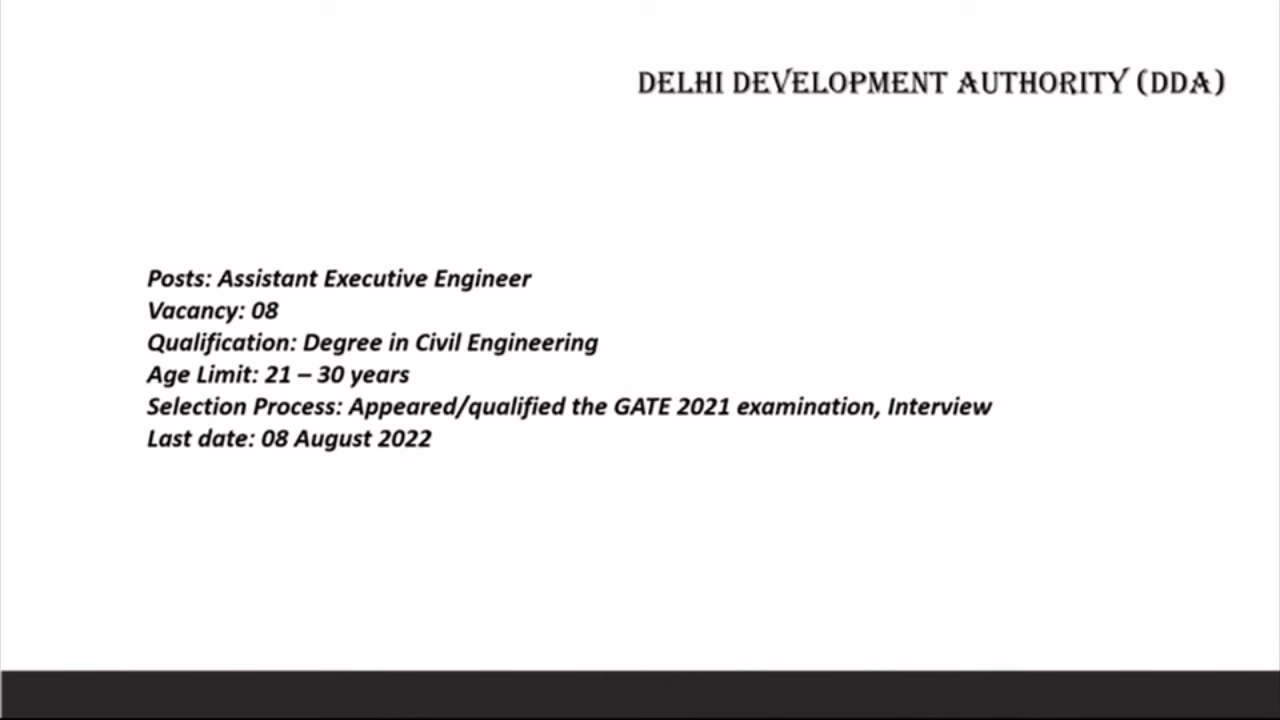 DELHI DEVELOPMENT AUTHORITY (DDA)
Posts: Assistant Executive Engineer
Vacancy: 08
Qualification: Degree in Civil Engineering
Age Limit: 21 – 30 years
Selection Process: Appeared/qualified the GATE 2021 examination, Interview
Last date: 08 August 2022